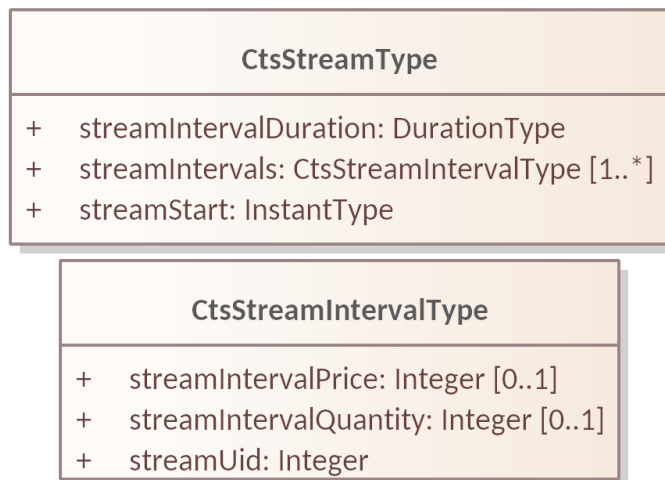 CtsStreamType
+ streamIntervalDuration: DurationType
+ streamIntervals: CtsStreamIntervalType [1..*]
+ streamStart: InstantType
CtsStreamIntervalType
+ streamIntervalPrice: Integer [0..1]
+ streamIntervalQuantity: Integer [0..1]
+ streamUid: Integer